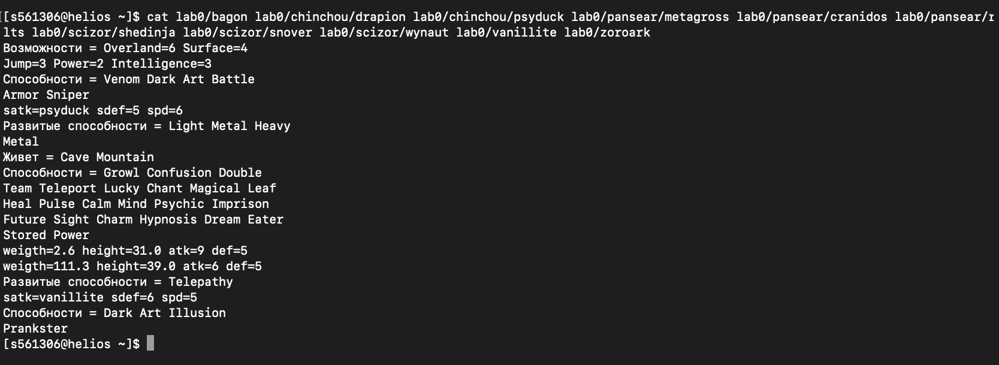 [[s561306@helios ~]$ cat lab0/bagon lab0/chinchou/drapion lab0/chinchou/psyduck lab0/pansear/metagross lab0/pansear/cranidos lab0/pansear/r
lts lab0/scizor/shedinja lab0/scizor/snover lab0/scizor/wynaut lab0/vanillite lab0/zoroark
Возможности = Overland=6 Surface=4
Jump=3 Power=2 Intelligence=3
Способности = Venom Dark Art Battle
Armor Sniper
satk=psyduck sdef=5 spd=6
Развитые способности = Light Metal Heavy
Metal
Живет = Cave Mountain
Способности = Growl Confusion Double
Team Teleport Lucky Chant Magical Leaf
Heal Pulse Calm Mind Psychic Imprison
Future Sight Charm Hypnosis Dream Eater
Stored Power
weigth=2.6 height=31.0 atk=9 def=5
weigth=111.3 height=39.0 atk=6 def=5
Развитые способности = Telepathy
satk=vanillite sdef=6 spd=5
Способности = Dark Art Illusion
Prankster
[s561306@helios ~]$